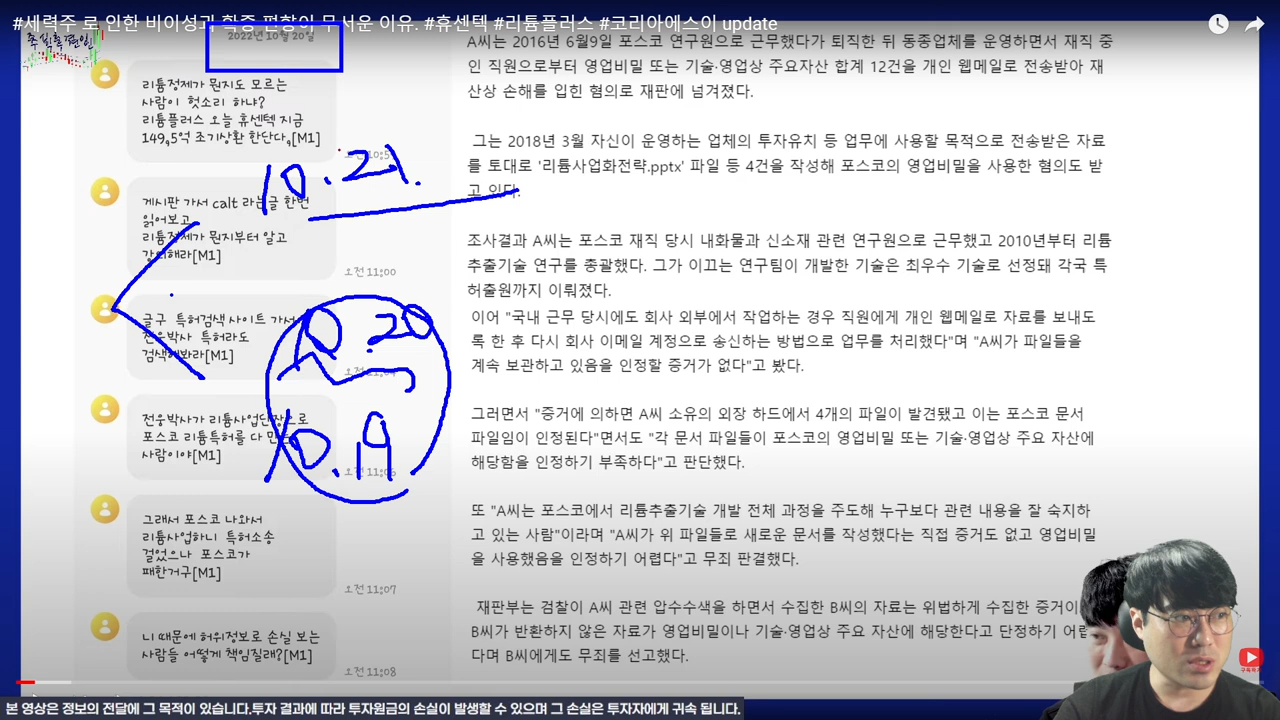 #세력주 로 인한 비이성과 확증 편향이 무서운 이유. #휴센텍 #리튬플러스 #코리아에스이 update
주식할편일
2022년 10월 20일
리튬정제가 뭔지도 모르는
사람이 헛소리 하냐?
리튬플러스 오늘 휴센텍 지금
149,5억 조기상환 한단다,[M1]
오전 10:5
10.21.
게시판 가서 calt 라는글 한번
읽어보고
리튬정제가 뭔지부터 알고
강의해라[M1]
오전 11:00
글구 특허검색 사이트 가서
전웅박사 특허라도
검색해봐라[M1]
10.20
10.19
전웅박사가 리튬사업단장으로
포스코 리튬특허를 다 만든
사람이야[M1]
오전 11:06
그래서 포스코 나와서
리튬사업하니 특허소송
걸었으나 포스코가
패한거구[M1]
오전 11:07
니 때문에 허위정보로 손실 보는
사람들 어떻게 책임질래?[M1]
오전 11:08
A씨는 2016년 6월9일 포스코 연구원으로 근무했다가 퇴직한 뒤 동종업체를 운영하면서 재직 중
인 직원으로부터 영업비밀 또는 기술·영업상 주요자산 합계 12건을 개인 웹메일로 전송받아 재
산상 손해를 입힌 혐의로 재판에 넘겨졌다.
그는 2018년 3월 자신이 운영하는 업체의 투자유치 등 업무에 사용할 목적으로 전송받은 자료
를 토대로 '리튬사업화전략.pptx' 파일 등 4건을 작성해 포스코의 영업비밀을 사용한 혐의도 받
고 있다.
조사결과 A씨는 포스코 재직 당시 내화물과 신소재 관련 연구원으로 근무했고 2010년부터 리튬
추출기술 연구를 총괄했다. 그가 이끄는 연구팀이 개발한 기술은 최우수 기술로 선정돼 각국 특
허출원까지 이뤄졌다.
이어 "국내 근무 당시에도 회사 외부에서 작업하는 경우 직원에게 개인 웹메일로 자료를 보내도
록 한 후 다시 회사 이메일 계정으로 송신하는 방법으로 업무를 처리했다"며 "A씨가 파일들을
계속 보관하고 있음을 인정할 증거가 없다"고 봤다.
그러면서 "증거에 의하면 A씨 소유의 외장 하드에서 4개의 파일이 발견됐고 이는 포스코 문서
파일임이 인정된다"면서도 "각 문서 파일들이 포스코의 영업비밀 또는 기술·영업상 주요 자산에
해당함을 인정하기 부족하다"고 판단했다.
또 "A씨는 포스코에서 리튬추출기술 개발 전체 과정을 주도해 누구보다 관련 내용을 잘 숙지하
고 있는 사람"이라며 "A씨가 위 파일들로 새로운 문서를 작성했다는 직접 증거도 없고 영업비밀
을 사용했음을 인정하기 어렵다"고 무죄 판결했다.
재판부는 검찰이 A씨 관련 압수수색을 하면서 수집한 B씨의 자료는 위법하게 수집한 증거이
B씨가 반환하지 않은 자료가 영업비밀이나 기술·영업상 주요 자산에 해당한다고 단정하기 어렵
다며 B씨에게도 무죄를 선고했다.
본 영상은 정보의 전달에 그 목적이 있습니다.투자 결과에 따라 투자원금의 손실이 발생할 수 있으며 그 손실은 투자자에게 귀속 됩니다.